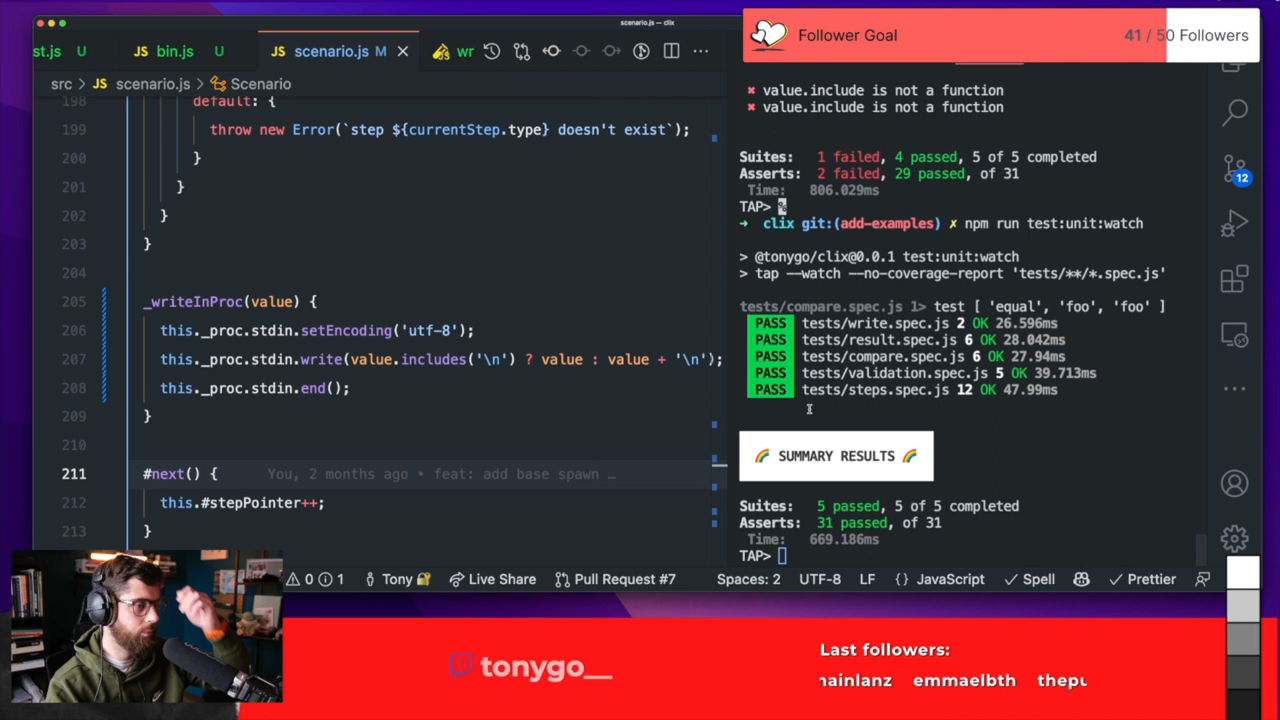 scenario.js — clix
st.js U
JS bin.js U
JS scenario.js M
wr
src > JS scenario.js > Scenario
198 default: {
199 throw new Error(`step ${currentStep.type} doesn't exist`);
200 }
201 }
202 }
203 }
204
205 _writeInProc(value) {
206 this._proc.stdin.setEncoding('utf-8');
207 this._proc.stdin.write(value.includes('\n') ? value : value + '\n');
208 this._proc.stdin.end();
209 }
210
211 #next() { You, 2 months ago • feat: add base spawn …
212 this.#stepPointer++;
213 }
Follower Goal 41 / 50 Followers
✖ value.include is not a function
✖ value.include is not a function
Suites: 1 failed, 4 passed, 5 of 5 completed
Asserts: 2 failed, 29 passed, of 31
Time: 806.029ms
TAP> %
→ clix git:(add-examples) ✗ npm run test:unit:watch
> @tonygo/clix@0.0.1 test:unit:watch
> tap --watch --no-coverage-report 'tests/**/*.spec.js'
tests/compare.spec.js 1> test [ 'equal', 'foo', 'foo' ]
PASS tests/write.spec.js 2 OK 26.596ms
PASS tests/result.spec.js 6 OK 28.042ms
PASS tests/compare.spec.js 6 OK 27.94ms
PASS tests/validation.spec.js 5 OK 39.713ms
PASS tests/steps.spec.js 12 OK 47.99ms
🌈 SUMMARY RESULTS 🌈
Suites: 5 passed, 5 of 5 completed
Asserts: 31 passed, of 31
Time: 669.186ms
TAP>
12
0 1 Tony 🔐 Live Share Pull Request #7 Spaces: 2 UTF-8 LF {} JavaScript ✓ Spell ✓ Prettier
tonygo__
Last followers:
nainlanz emmaelbth thepu